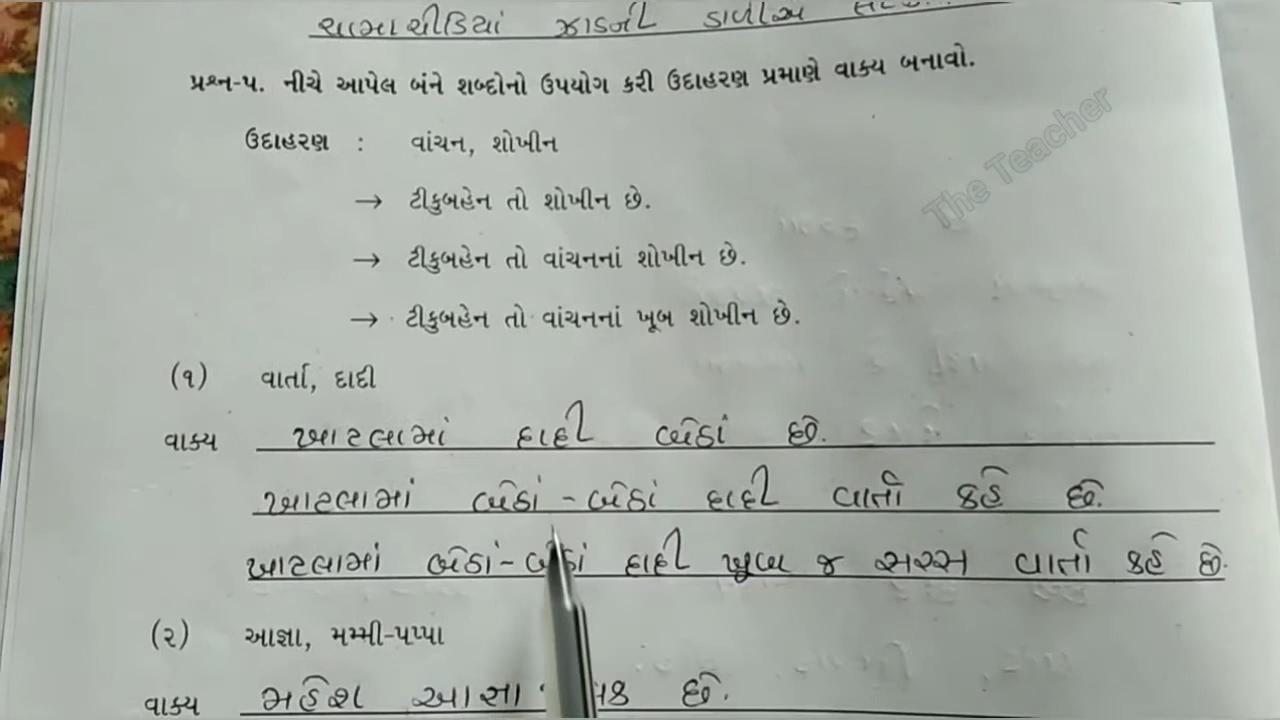 ચામાચીડિયાં ઝાડની ડાળીએ
પ્રશ્ન-૫. નીચે આપેલ બંને શબ્દોનો ઉપયોગ કરી ઉદાહરણ પ્રમાણે વાક્ય બનાવો.
ઉદાહરણ : વાંચન, શોખીન
→ ટીકુબહેન તો શોખીન છે.
→ ટીકુબહેન તો વાંચનનાં શોખીન છે.
→ ટીકુબહેન તો વાંચનનાં ખૂબ શોખીન છે.
(૧) વાર્તા, દાદી
વાક્ય ખાટલામાં દાદી બેઠાં છે.
ખાટલામાં બેઠાં-બેઠાં દાદી વાર્તા કહે છે.
ખાટલામાં બેઠાં-બેઠાં દાદી ખુબ જ સરસ વાર્તા કહે છે.
(૨) આજ્ઞા, મમ્મી-પપ્પા
વાક્ય મહેશ છે.
The Teacher